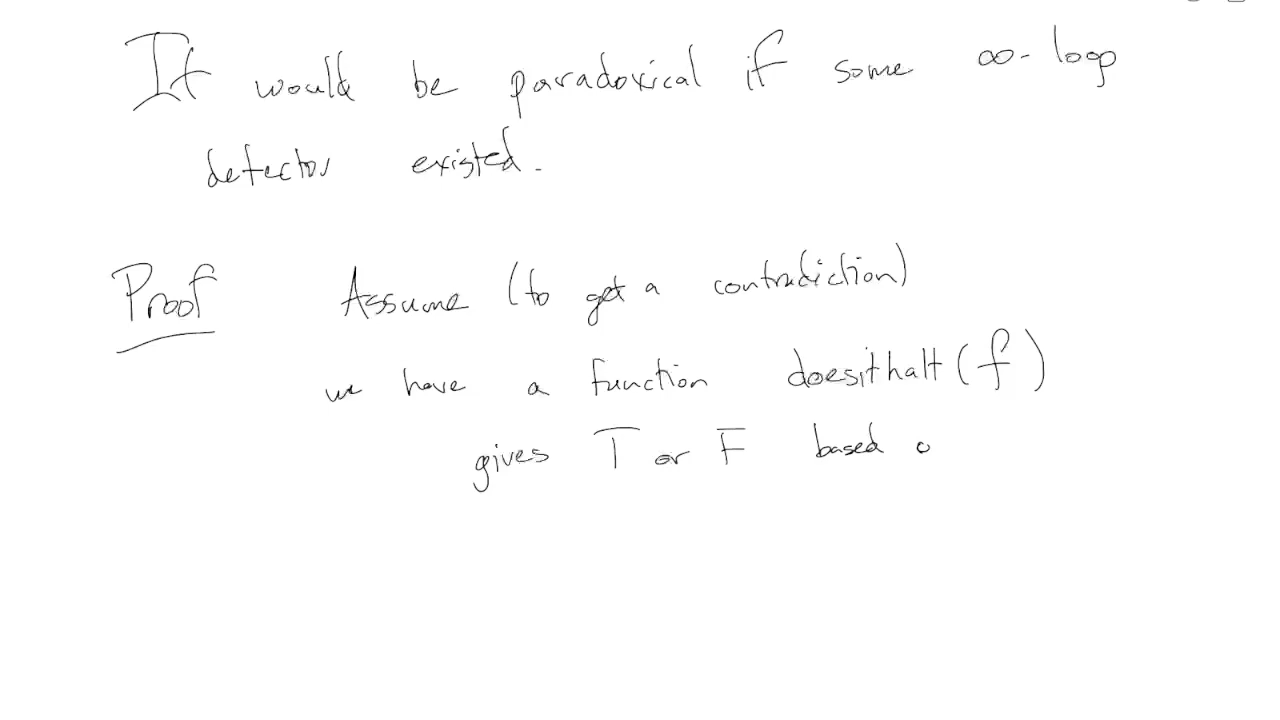 It would be paradoxical if some ∞-loop
detector existed.
Proof Assume (to get a contradiction)
we have a function doesithalt(f)
gives T or F based o